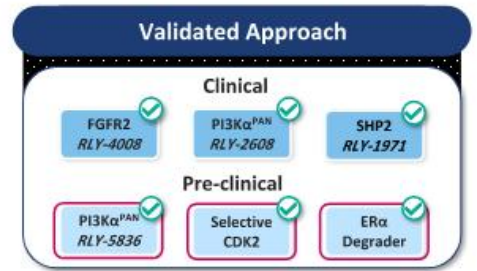 Validated Approach
Clinical
FGFR2
RLY-4008
PI3Kα^PAN
RLY-2608
SHP2
RLY-1971
Pre-clinical
PI3Kα^PAN
RLY-5836
Selective
CDK2
ERα
Degrader